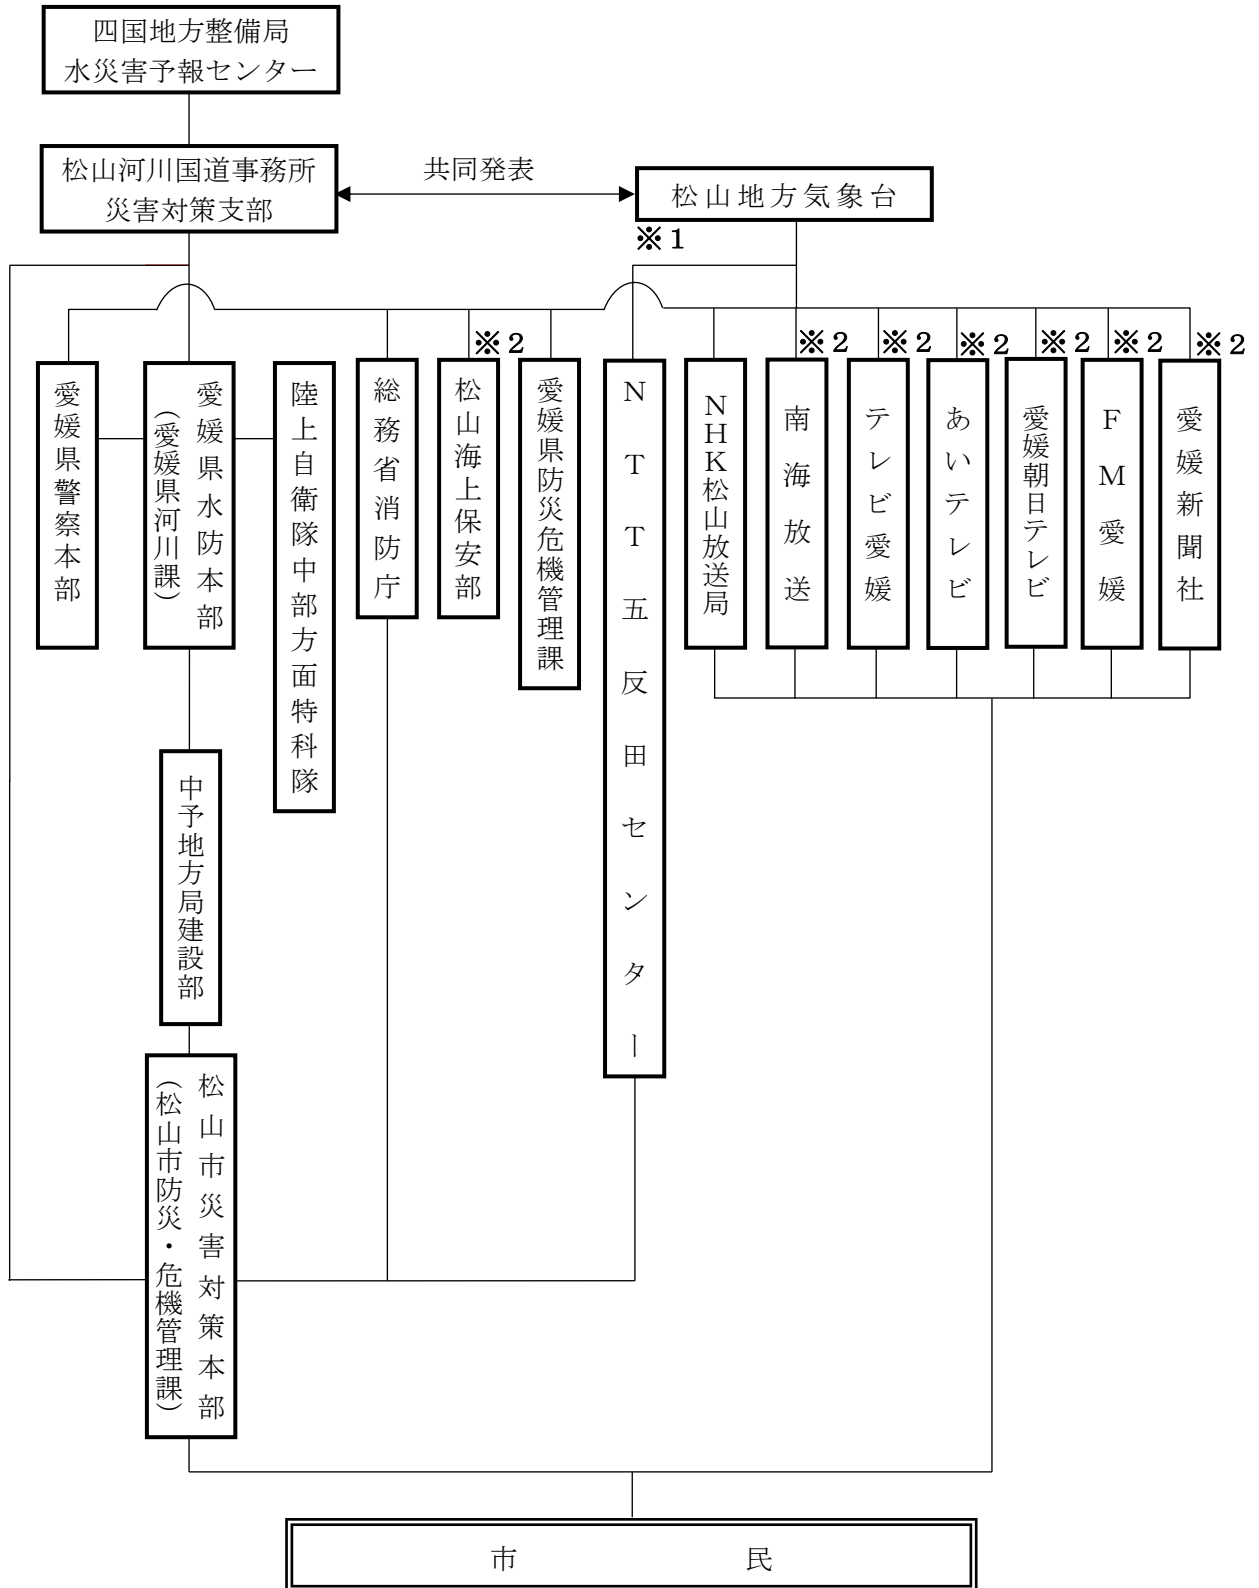 四国地方整備局
水災害予報センター
松山河川国道事務所
災害対策支部
共同発表
松山地方気象台
※1
※2
※2
※2
※2
※2
※2
※2
愛媛県警察本部
愛媛県水防本部
(愛媛県河川課)
陸上自衛隊中部方面特科隊
総務省消防庁
松山海上保安部
愛媛県防災危機管理課
NTT五反田センター
NHK松山放送局
南海放送
テレビ愛媛
あいテレビ
愛媛朝日テレビ
FM愛媛
愛媛新聞社
中予地方局建設部
松山市災害対策本部
(松山市防災・危機管理課)
市民